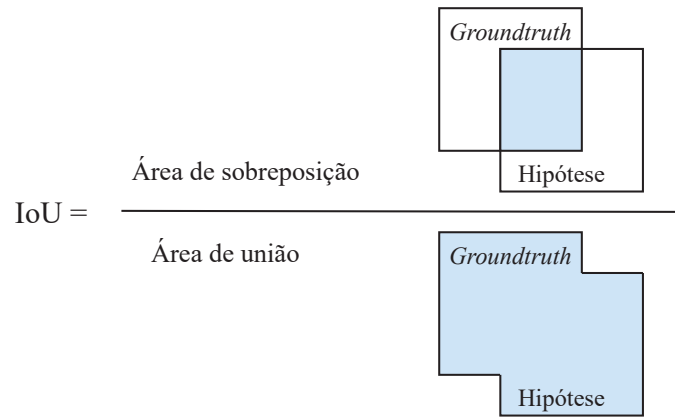 Groundtruth
Hipótese
Área de sobreposição
IoU =
Área de união
Groundtruth
Hipótese